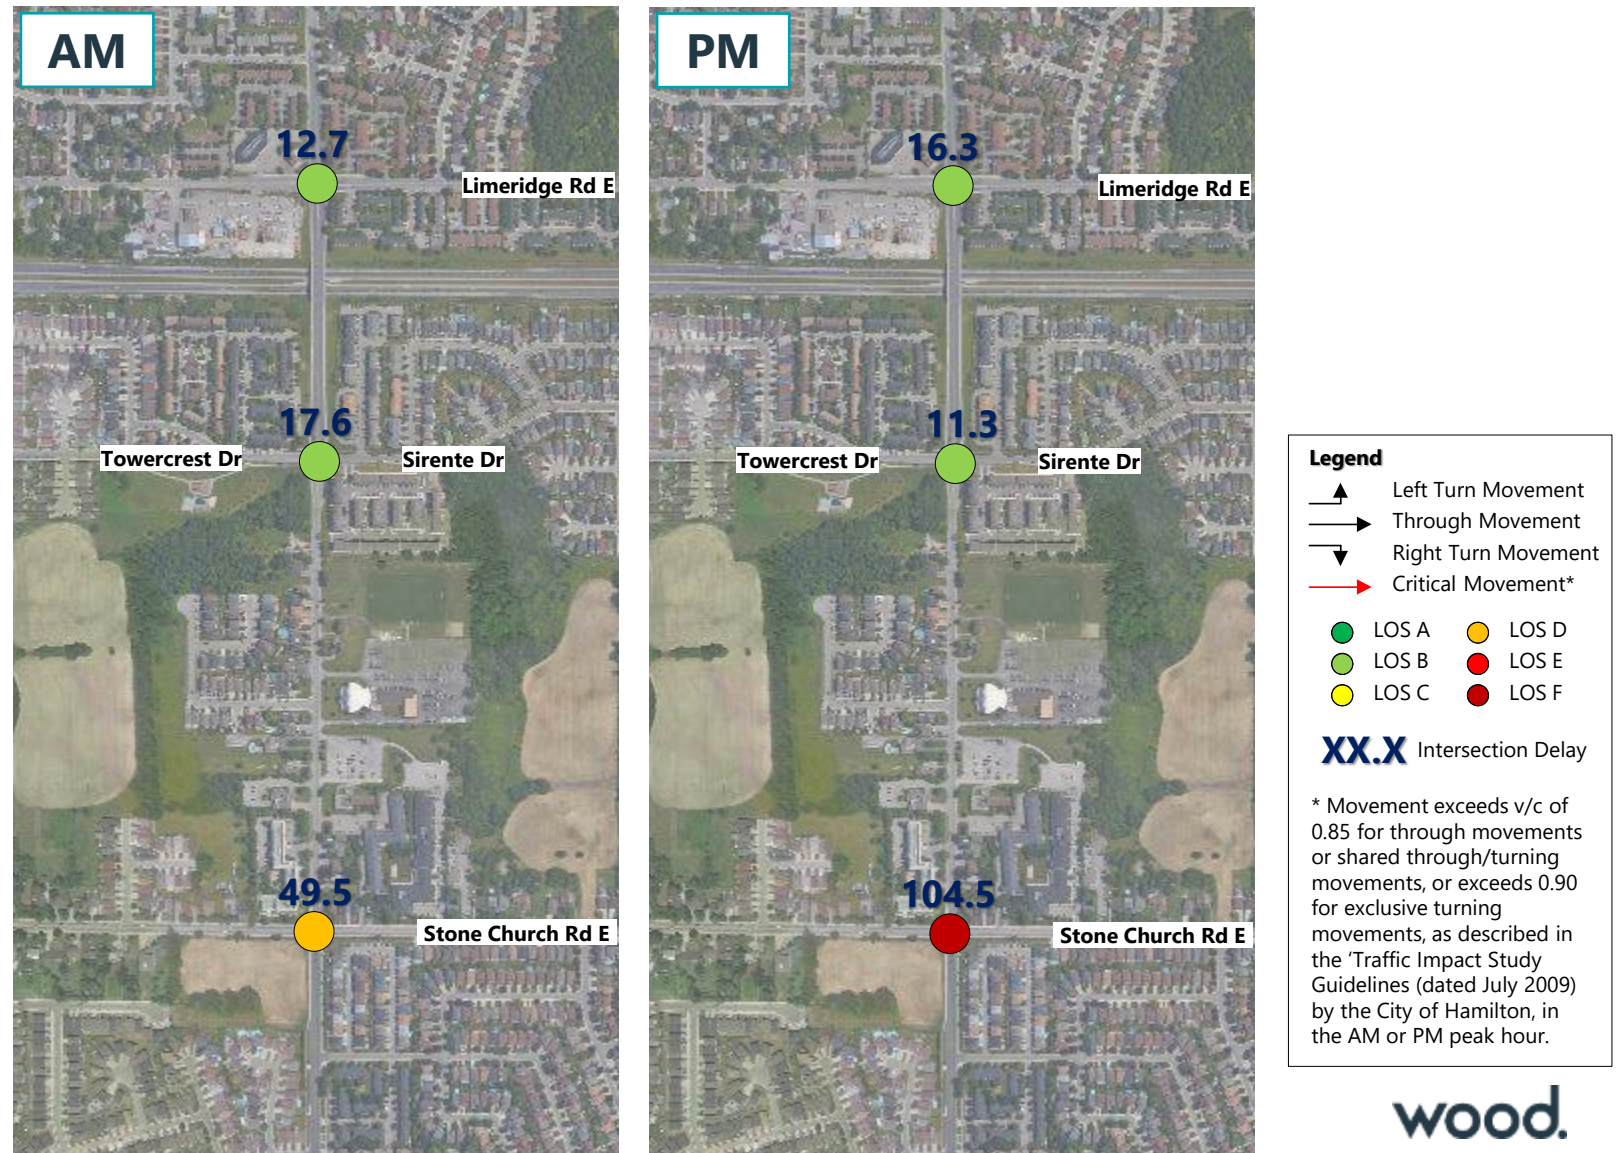 AM
12.7
Limeridge Rd E
17.6
Towercrest Dr
Sirente Dr
49.5
Stone Church Rd E
PM
16.3
Limeridge Rd E
11.3
Towercrest Dr
Sirente Dr
104.5
Stone Church Rd E
Legend
Left Turn Movement
Through Movement
Right Turn Movement
Critical Movement*
LOS A LOS D
LOS B LOS E
LOS C LOS F
XX.X Intersection Delay
* Movement exceeds v/c of
0.85 for through movements
or shared through/turning
movements, or exceeds 0.90
for exclusive turning
movements, as described in
the ‘Traffic Impact Study
Guidelines (dated July 2009)
by the City of Hamilton, in
the AM or PM peak hour.
wood.